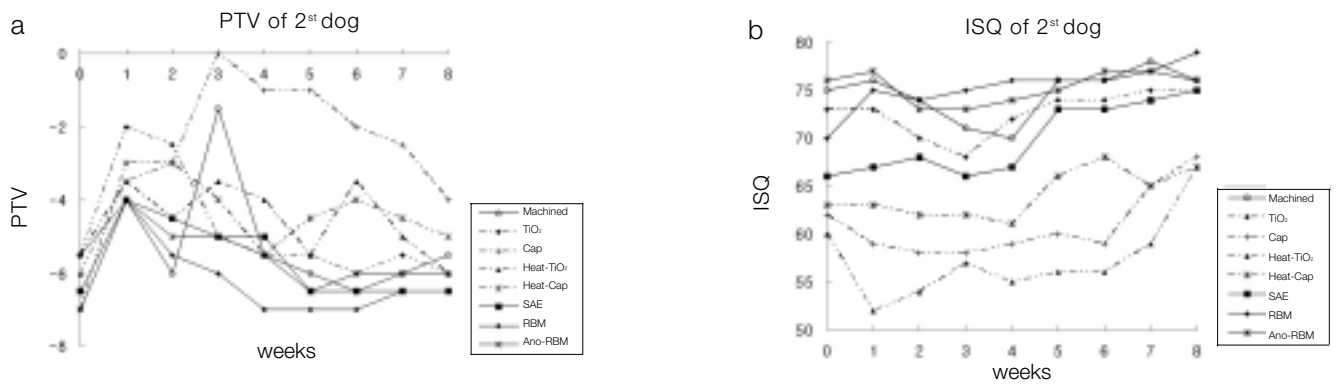 a
PTV of 2st dog
0
0 1 2 3 4 5 6 7 8
−2
−4
−6
−8
PTV
weeks
Machined
TiO2
Cap
Heat-TiO2
Heat-Cap
SAE
RBM
Ano-RBM
b
ISQ of 2st dog
80
75
70
65
60
55
50
0 1 2 3 4 5 6 7 8
ISQ
weeks
Machined
TiO2
Cap
Heat-TiO2
Heat-Cap
SAE
RBM
Ano-RBM